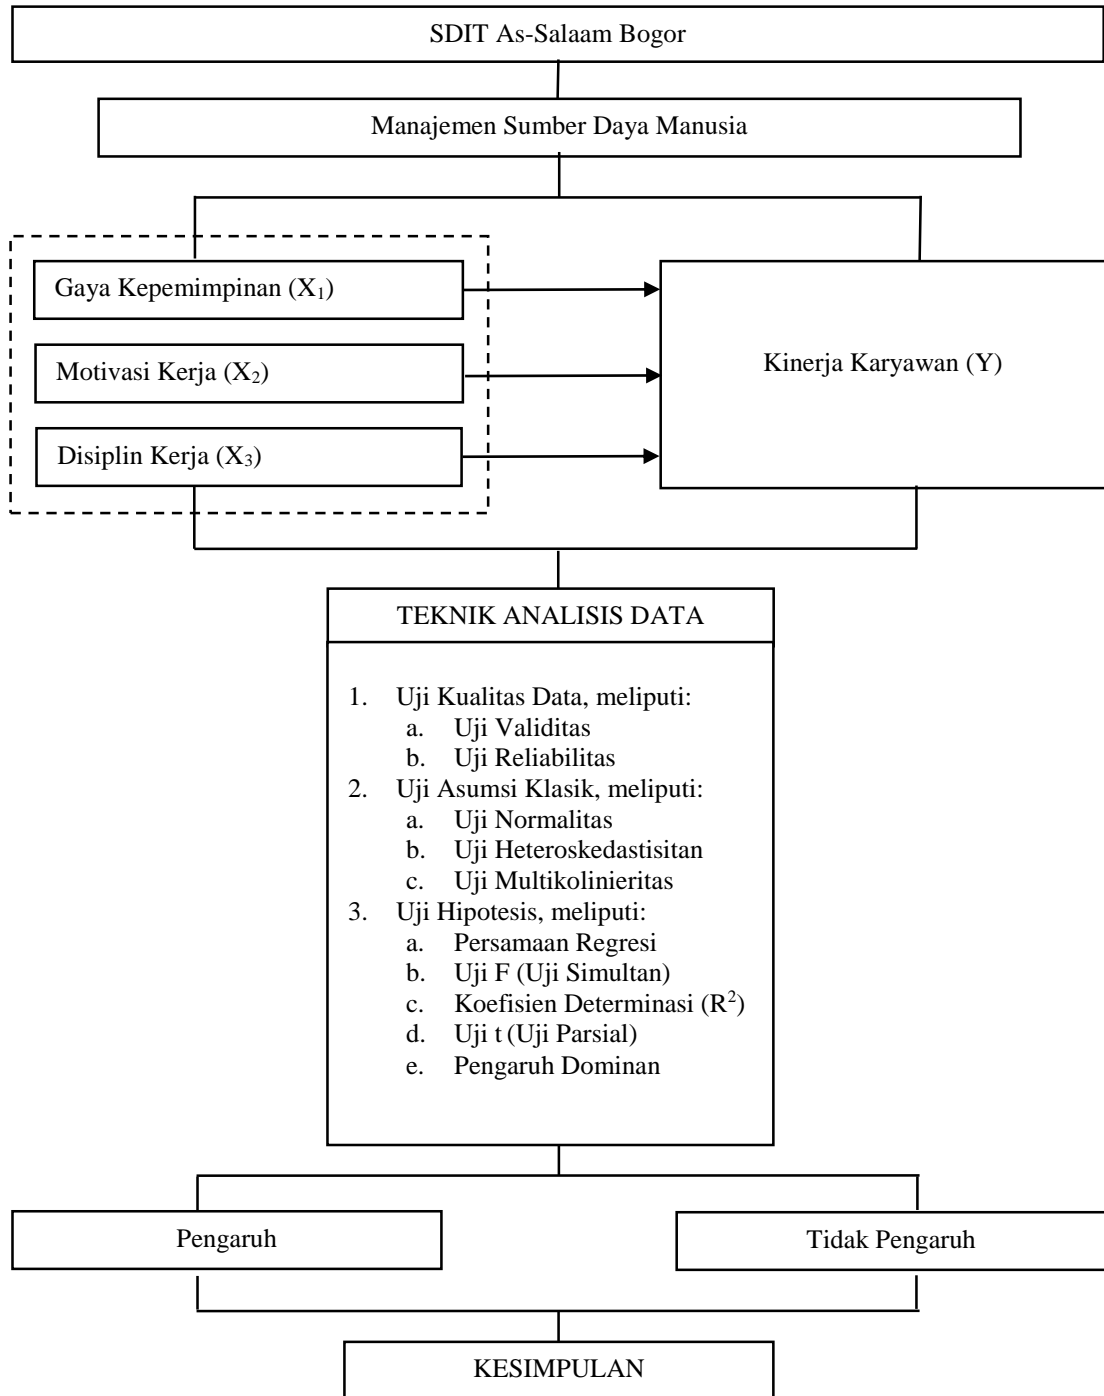 SDIT As-Salaam Bogor
Manajemen Sumber Daya Manusia
Gaya Kepemimpinan (X₁)
Motivasi Kerja (X₂)
Disiplin Kerja (X₃)
Kinerja Karyawan (Y)
TEKNIK ANALISIS DATA
1. Uji Kualitas Data, meliputi:
a. Uji Validitas
b. Uji Reliabilitas
2. Uji Asumsi Klasik, meliputi:
a. Uji Normalitas
b. Uji Heteroskedastisitan
c. Uji Multikolinieritas
3. Uji Hipotesis, meliputi:
a. Persamaan Regresi
b. Uji F (Uji Simultan)
c. Koefisien Determinasi (R²)
d. Uji t (Uji Parsial)
e. Pengaruh Dominan
Pengaruh
Tidak Pengaruh
KESIMPULAN